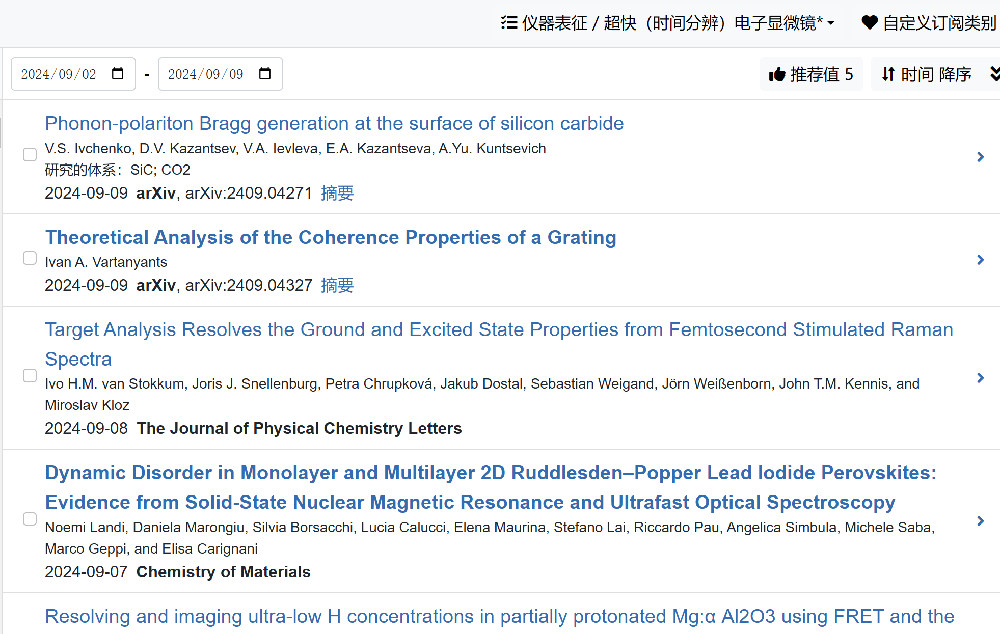 仪器表征 / 超快（时间分辨）电子显微镜* 自定义订阅类别
2024/09/02 - 2024/09/09 推荐值 5 时间 降序
Phonon-polariton Bragg generation at the surface of silicon carbide
V.S. Ivchenko, D.V. Kazantsev, V.A. Ievleva, E.A. Kazantseva, A.Yu. Kuntsevich
研究的体系：SiC; CO2
2024-09-09 arXiv, arXiv:2409.04271 摘要
Theoretical Analysis of the Coherence Properties of a Grating
Ivan A. Vartanyants
2024-09-09 arXiv, arXiv:2409.04327 摘要
Target Analysis Resolves the Ground and Excited State Properties from Femtosecond Stimulated Raman
Spectra
Ivo H.M. van Stokkum, Joris J. Snellenburg, Petra Chrupková, Jakub Dostal, Sebastian Weigand, Jörn Weißenborn, John T.M. Kennis, and
Miroslav Kloz
2024-09-08 The Journal of Physical Chemistry Letters
Dynamic Disorder in Monolayer and Multilayer 2D Ruddlesden–Popper Lead Iodide Perovskites:
Evidence from Solid-State Nuclear Magnetic Resonance and Ultrafast Optical Spectroscopy
Noemi Landi, Daniela Marongiu, Silvia Borsacchi, Lucia Calucci, Elena Maurina, Stefano Lai, Riccardo Pau, Angelica Simbula, Michele Saba,
Marco Geppi, and Elisa Carignani
2024-09-07 Chemistry of Materials
Resolving and imaging ultra-low H concentrations in partially protonated Mg:α Al2O3 using FRET and the